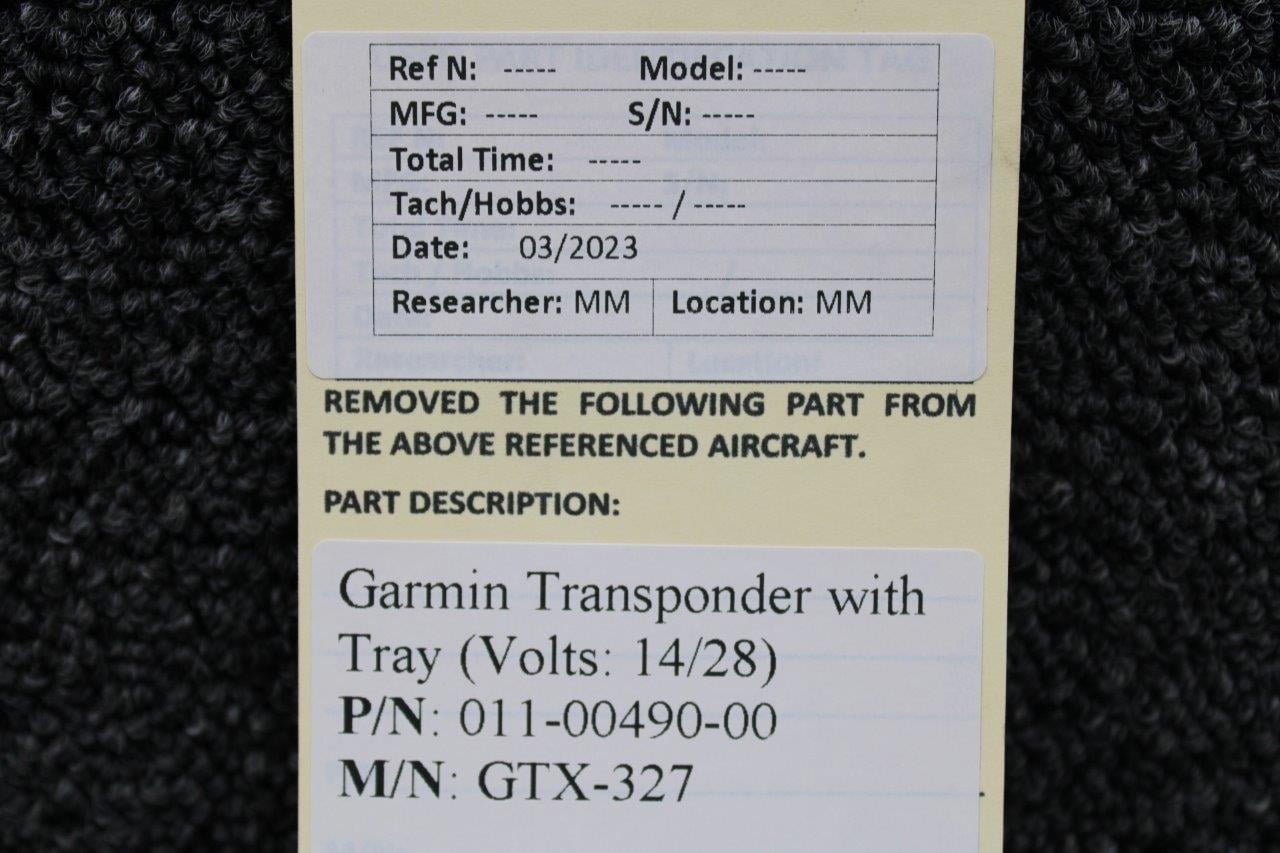 Ref N: ----- Model: -----
MFG: ----- S/N: -----
Total Time: -----
Tach/Hobbs: ----- / -----
Date: 03/2023
Researcher: MM Location: MM
REMOVED THE FOLLOWING PART FROM
THE ABOVE REFERENCED AIRCRAFT.
PART DESCRIPTION:
Garmin Transponder with
Tray (Volts: 14/28)
P/N: 011-00490-00
M/N: GTX-327